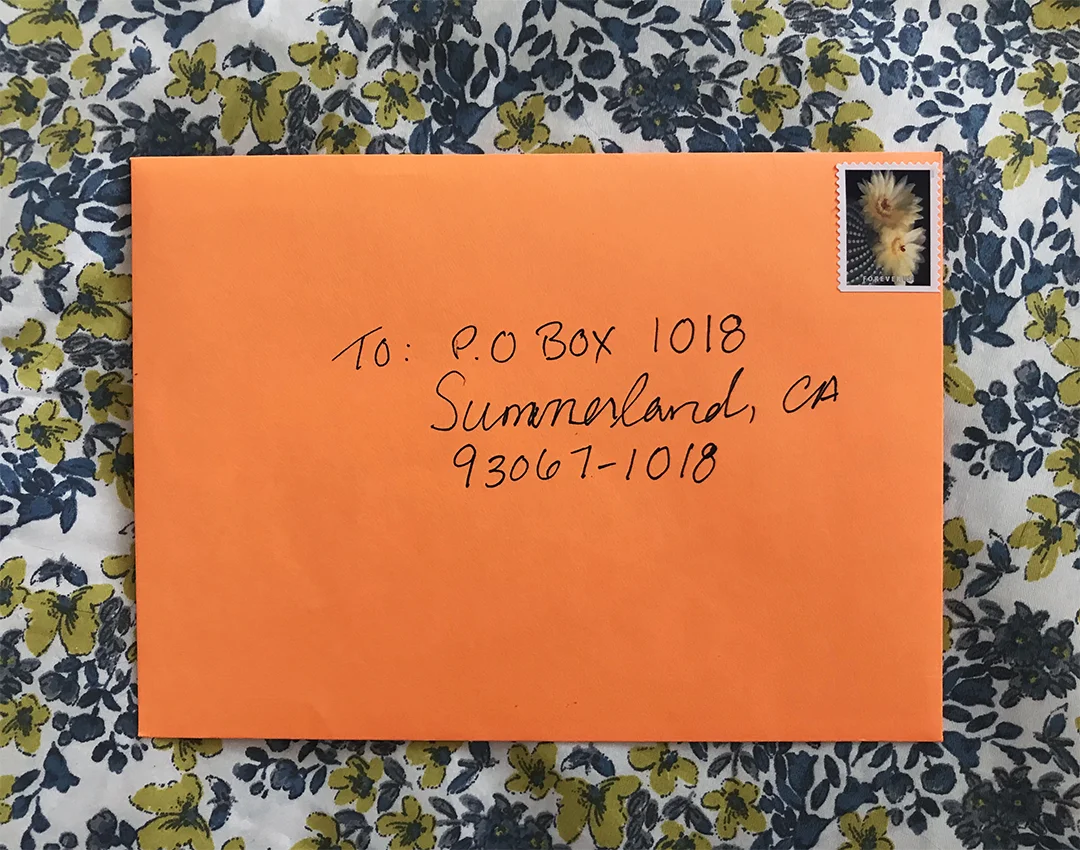 FOREVER
To: P.O BOX 1018
Summerland, CA
93067-1018